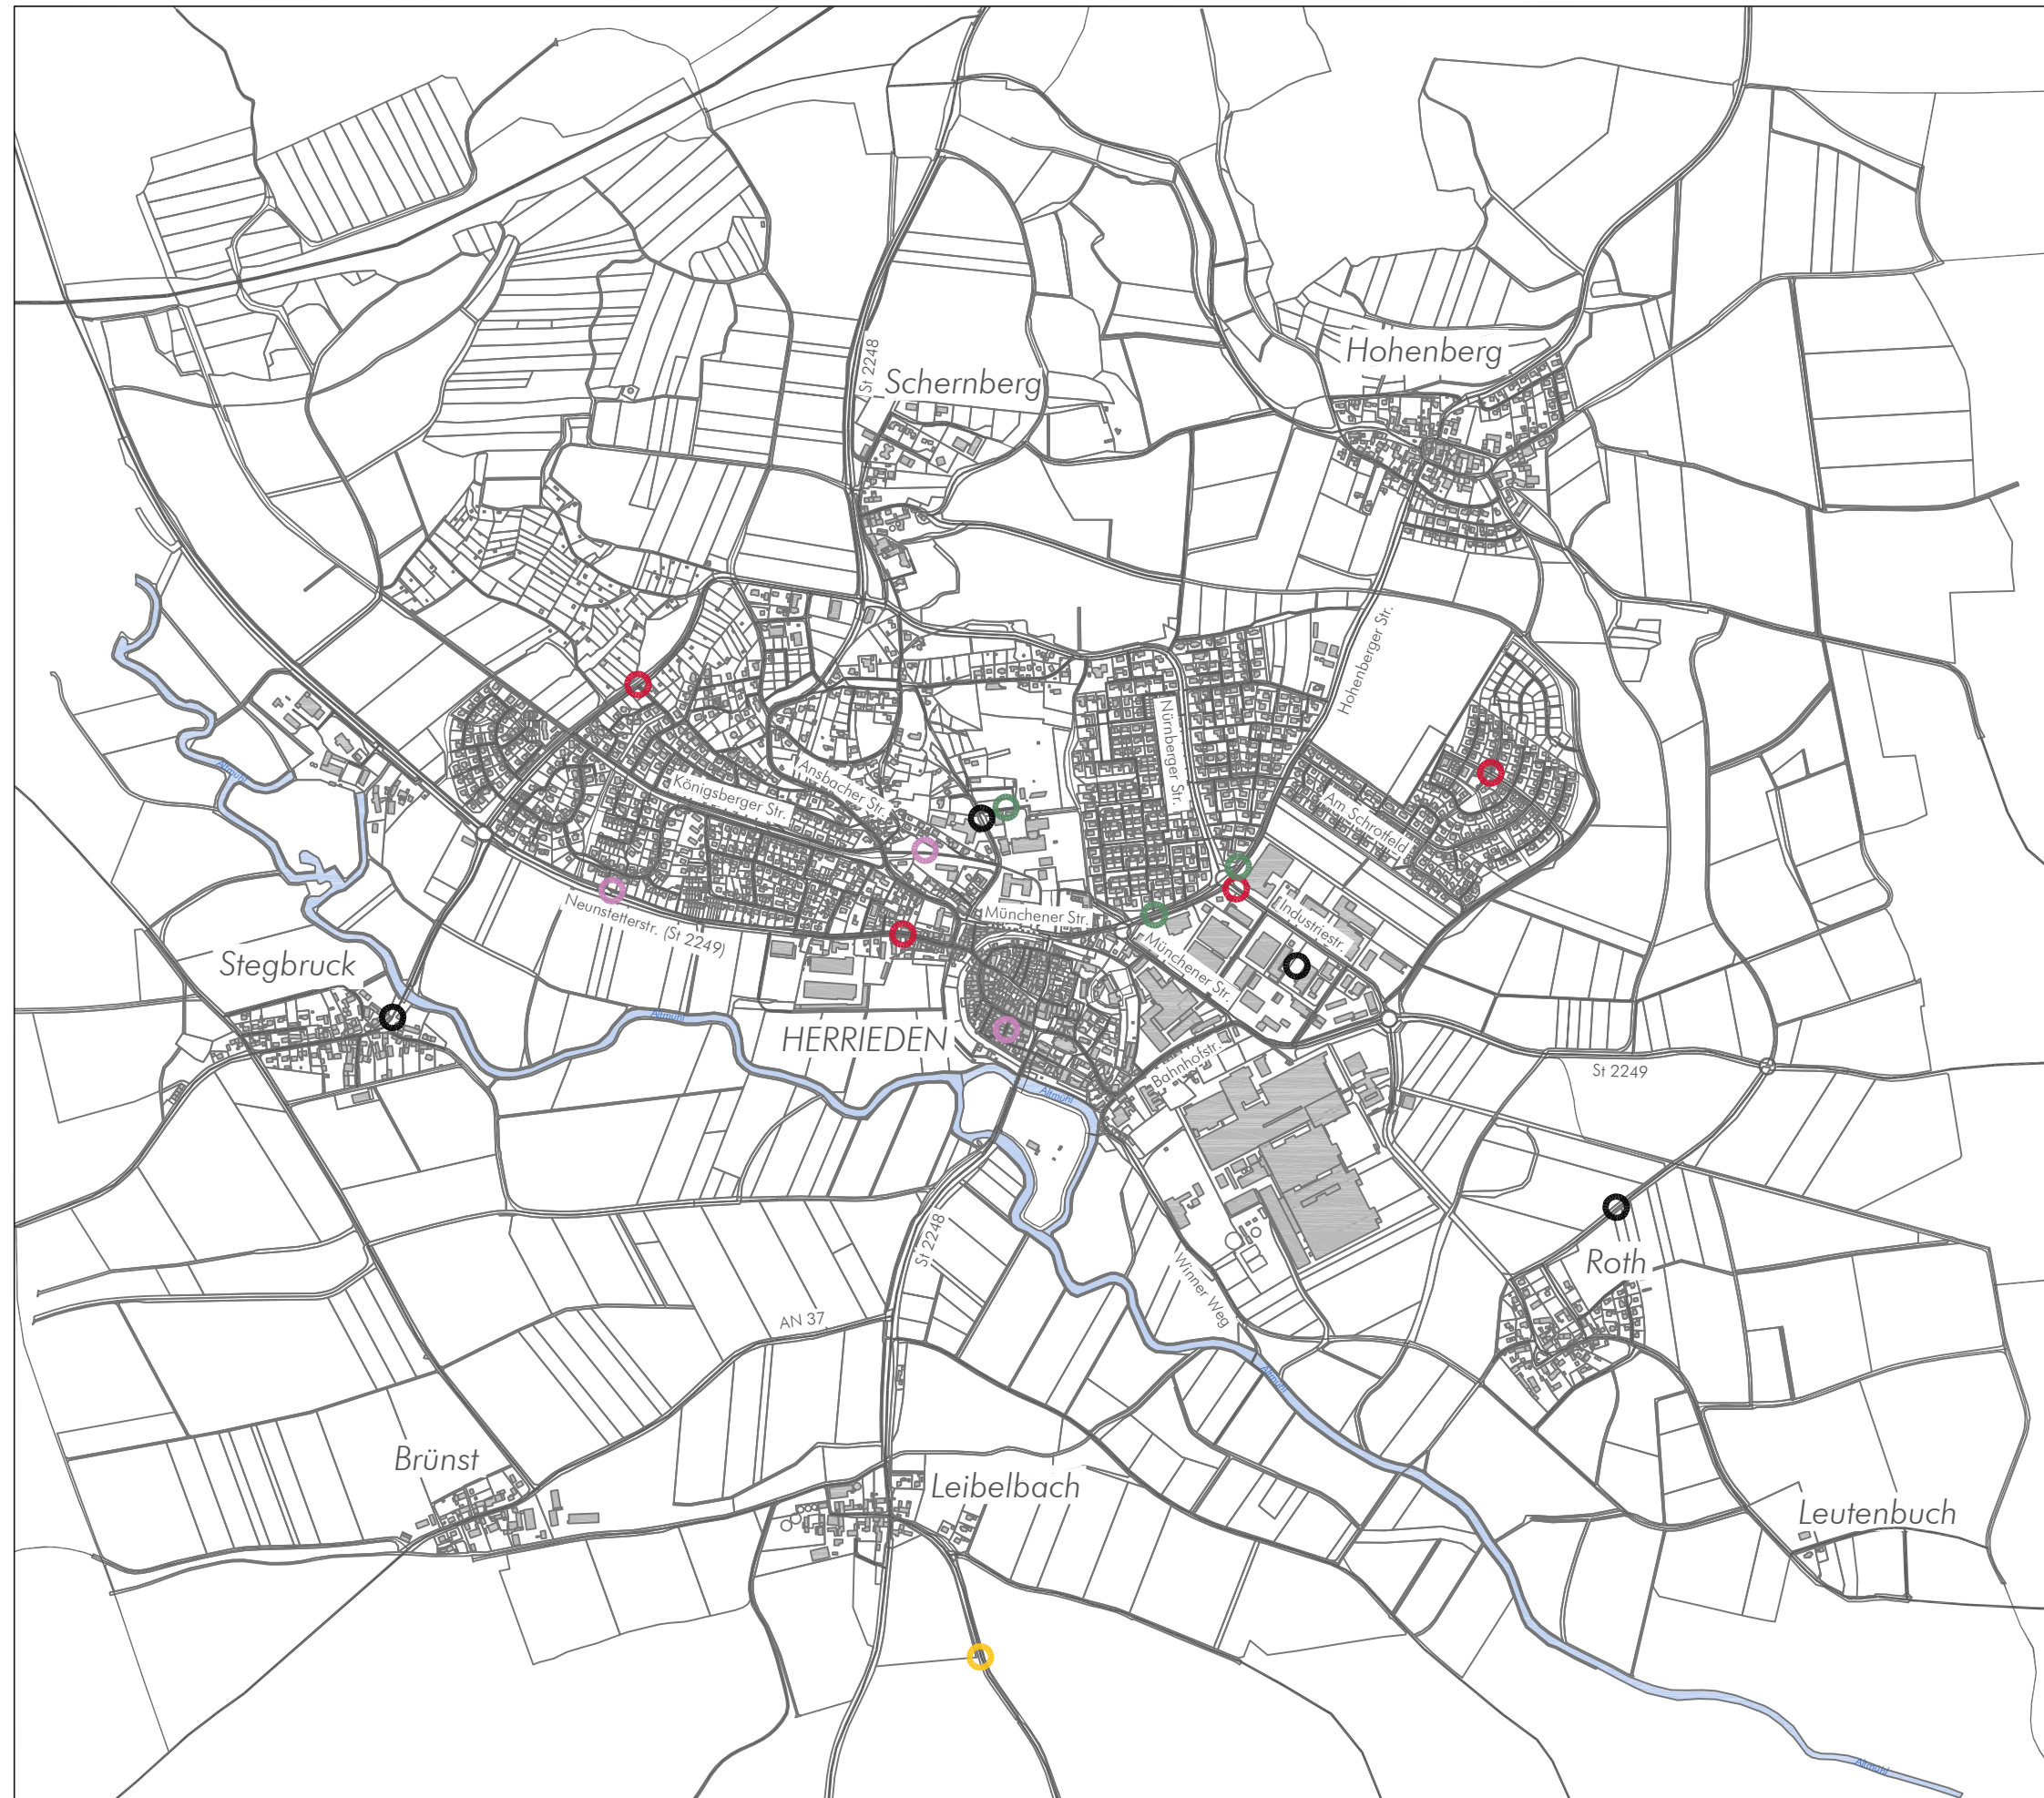 Hohenberg
St 2248
Schernberg
Hohenberger Str.
Nürnberger Str.
Altmühl
Ansbacher Str.
Königsberger Str.
Am Schrotfeld
Münchener Str.
Industriestr.
Neunstetterstr. (St 2249)
Stegbruck
Münchener Str.
Altmühl
HERRIEDEN
Bahnhofstr.
St 2249
Altmühl
St 2248
Roth
Winner Weg
AN 37
Altmühl
Brünst
Leibelbach
Leutenbuch
Altmühl